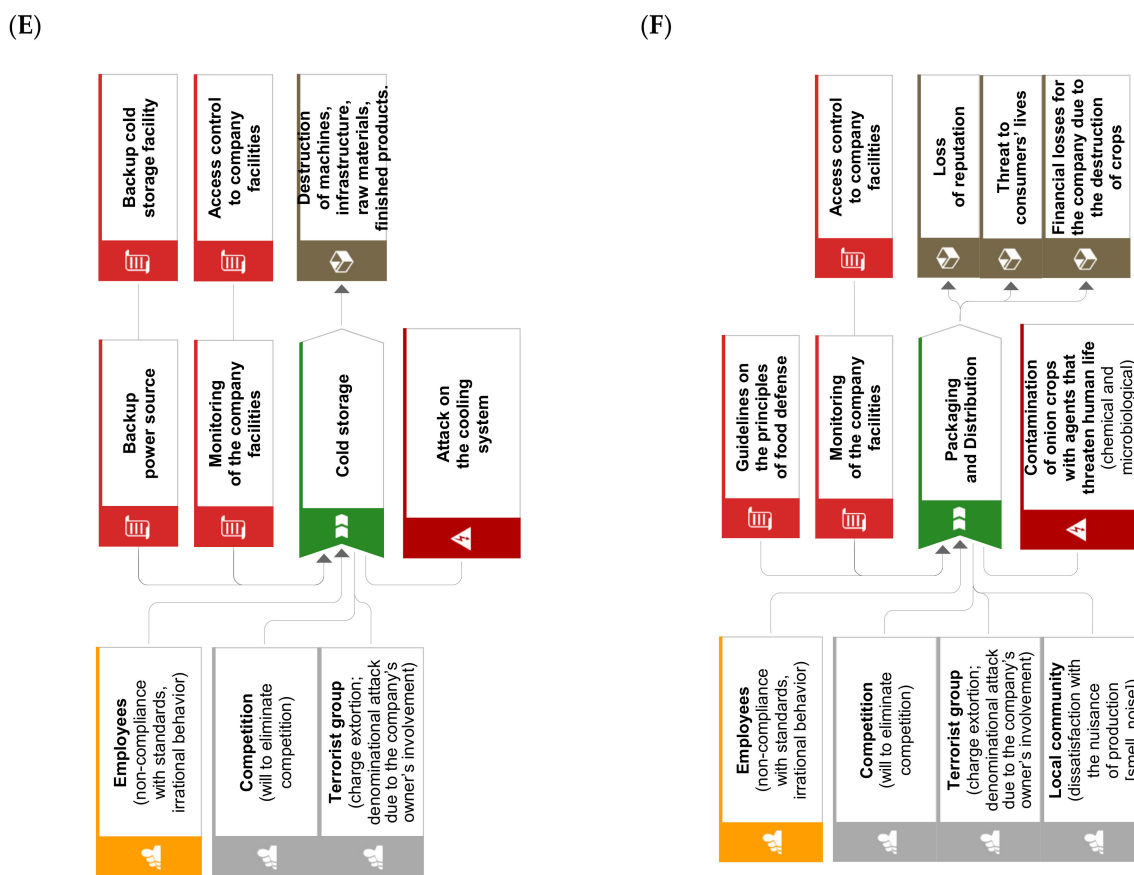 (E)
Backup cold
storage facility
Access control
to company
facilities
Destruction
of machines,
infrastructure,
raw materials,
finished products.
Backup
power source
Monitoring
of the company
facilities
Cold storage
Attack on
the cooling
system
Employees
(non-compliance
with standards,
irrational behavior)
Competition
(will to eliminate
competition)
Terrorist group
(charge extortion;
denominational attack
due to the company's
owner's involvement)
(F)
Access control
to company
facilities
Loss
of reputation
Threat to
consumers' lives
Financial losses for
the company due to
the destruction
of crops
Guidelines on
the principles
of food defense
Monitoring
of the company
facilities
Packaging
and Distribution
Contamination
of onion crops
with agents that
threaten human life
(chemical and
microbiological)
Employees
(non-compliance
with standards,
irrational behavior)
Competition
(will to eliminate
competition)
Terrorist group
(charge extortion;
denominational attack
due to the company's
owner's involvement)
Local community
(dissatisfaction with
the nuisance
of production
[smell, noise])